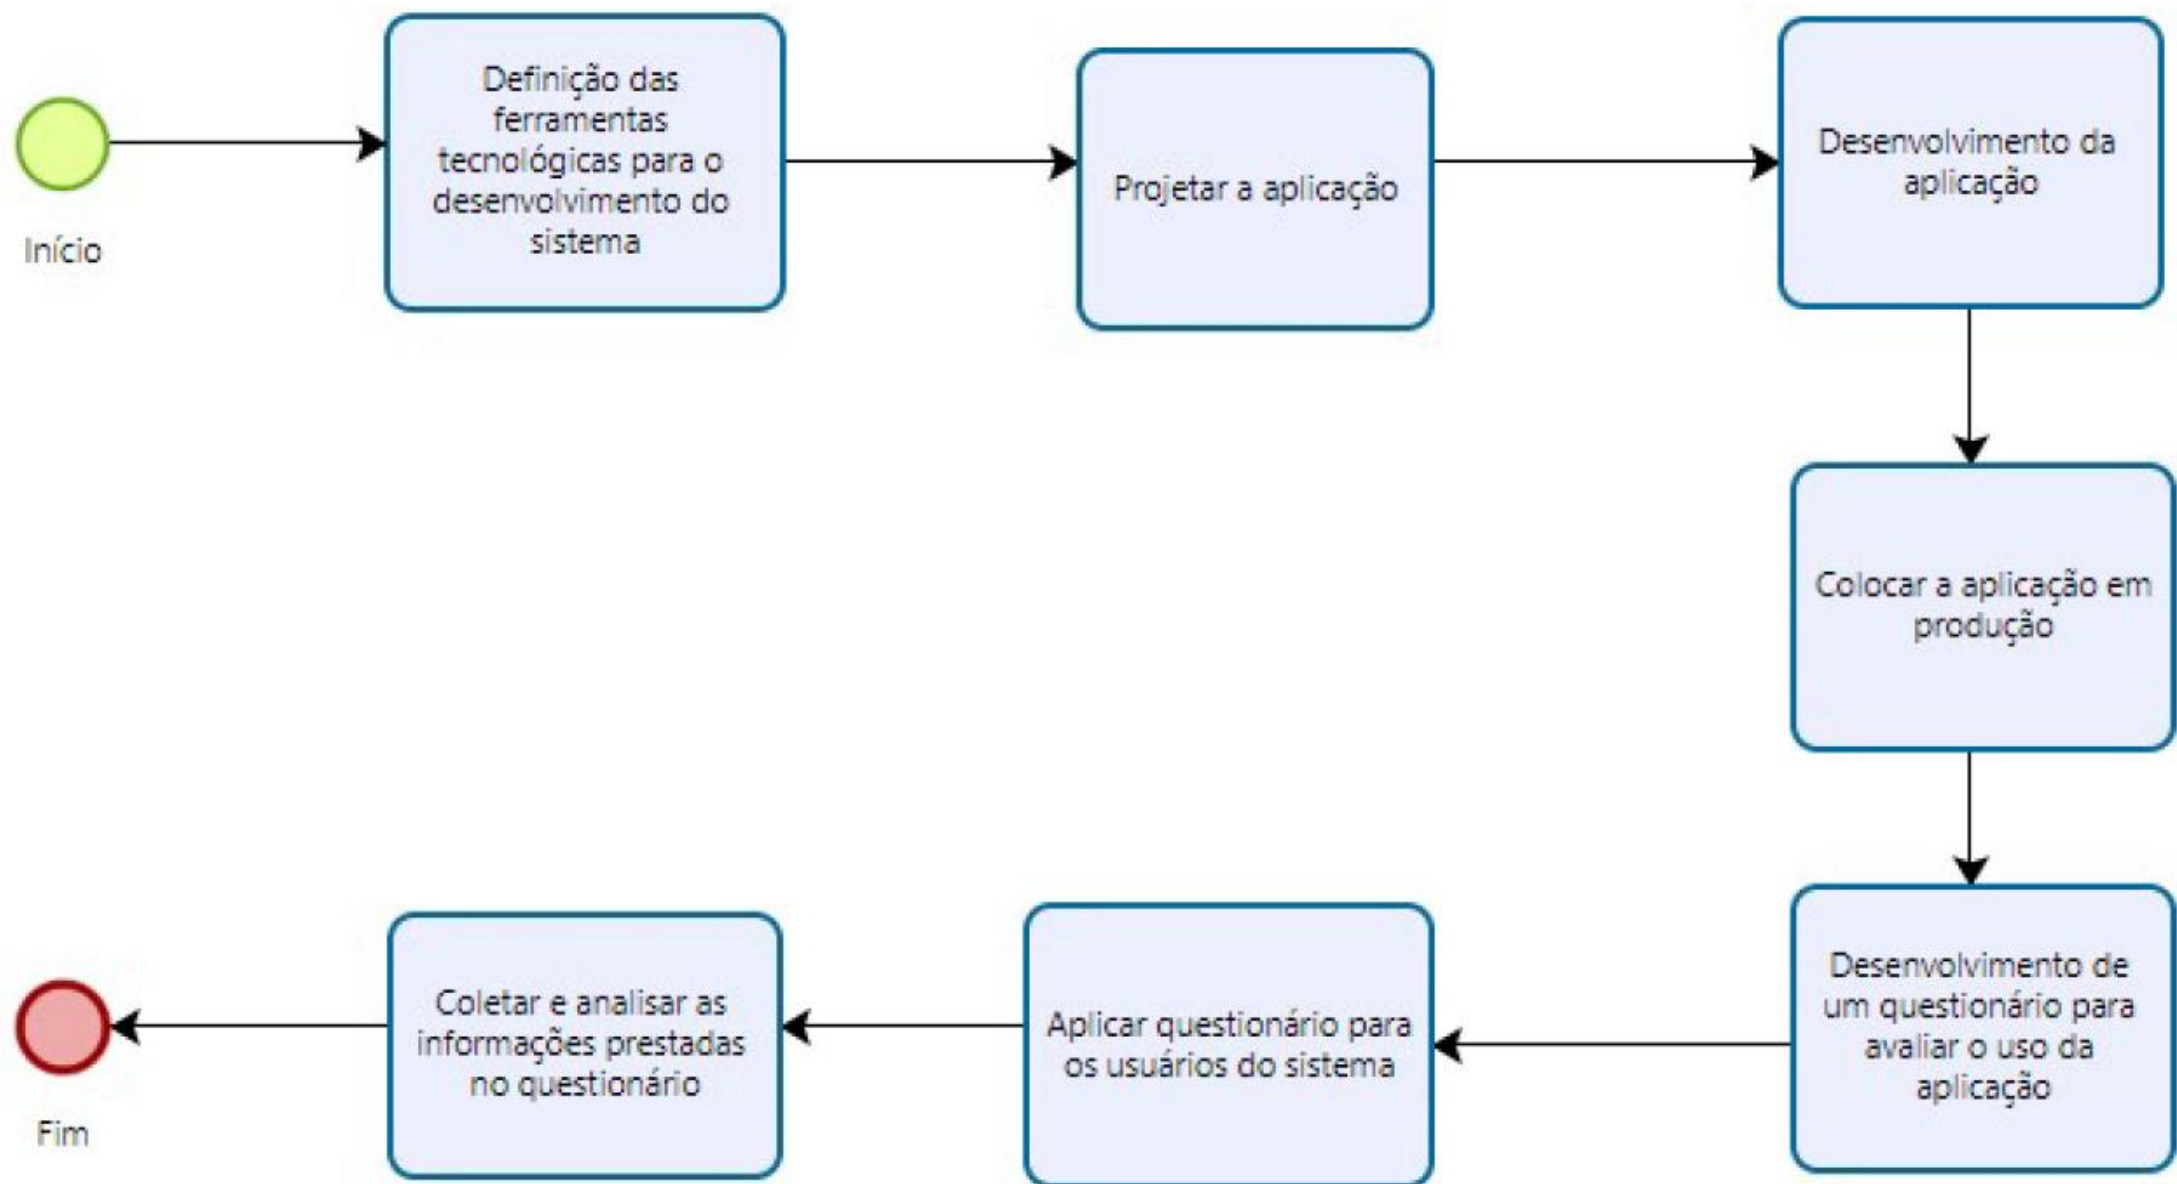 Início
Definição das
ferramentas
tecnológicas para o
desenvolvimento do
sistema
Projetar a aplicação
Desenvolvimento da
aplicação
Colocar a aplicação em
produção
Desenvolvimento de
um questionário para
avaliar o uso da
aplicação
Aplicar questionário para
os usuários do sistema
Coletar e analisar as
informações prestadas
no questionário
Fim